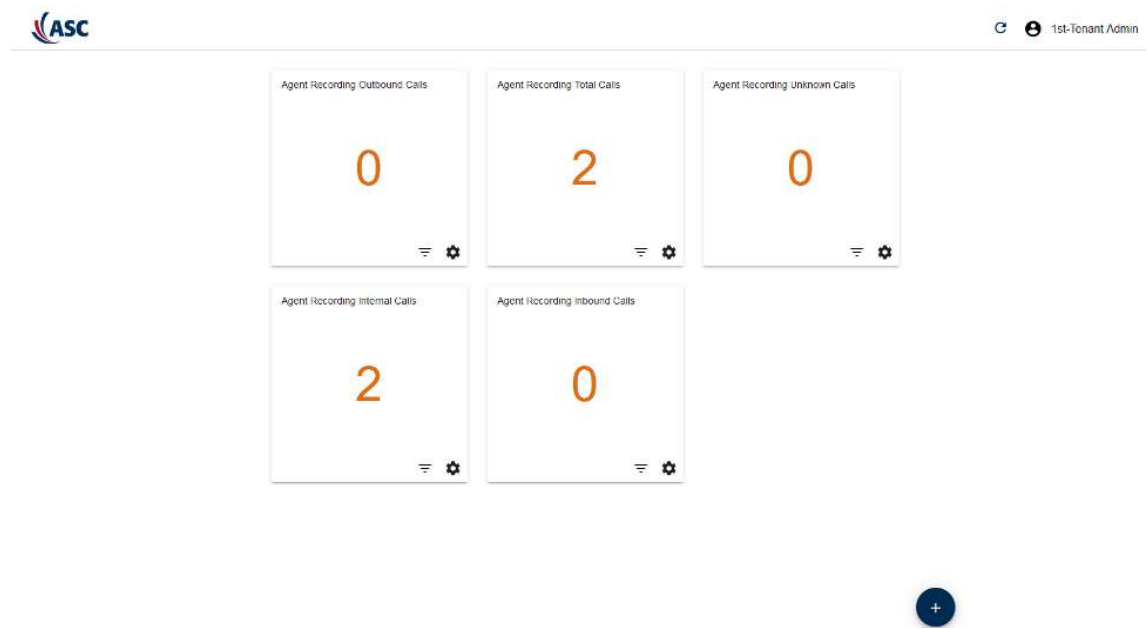 ASC
1st-Tenant Admin
Agent Recording Outbound Calls
Agent Recording Total Calls
Agent Recording Unknown Calls
0
2
0
Agent Recording Internal Calls
Agent Recording Inbound Calls
2
0
+